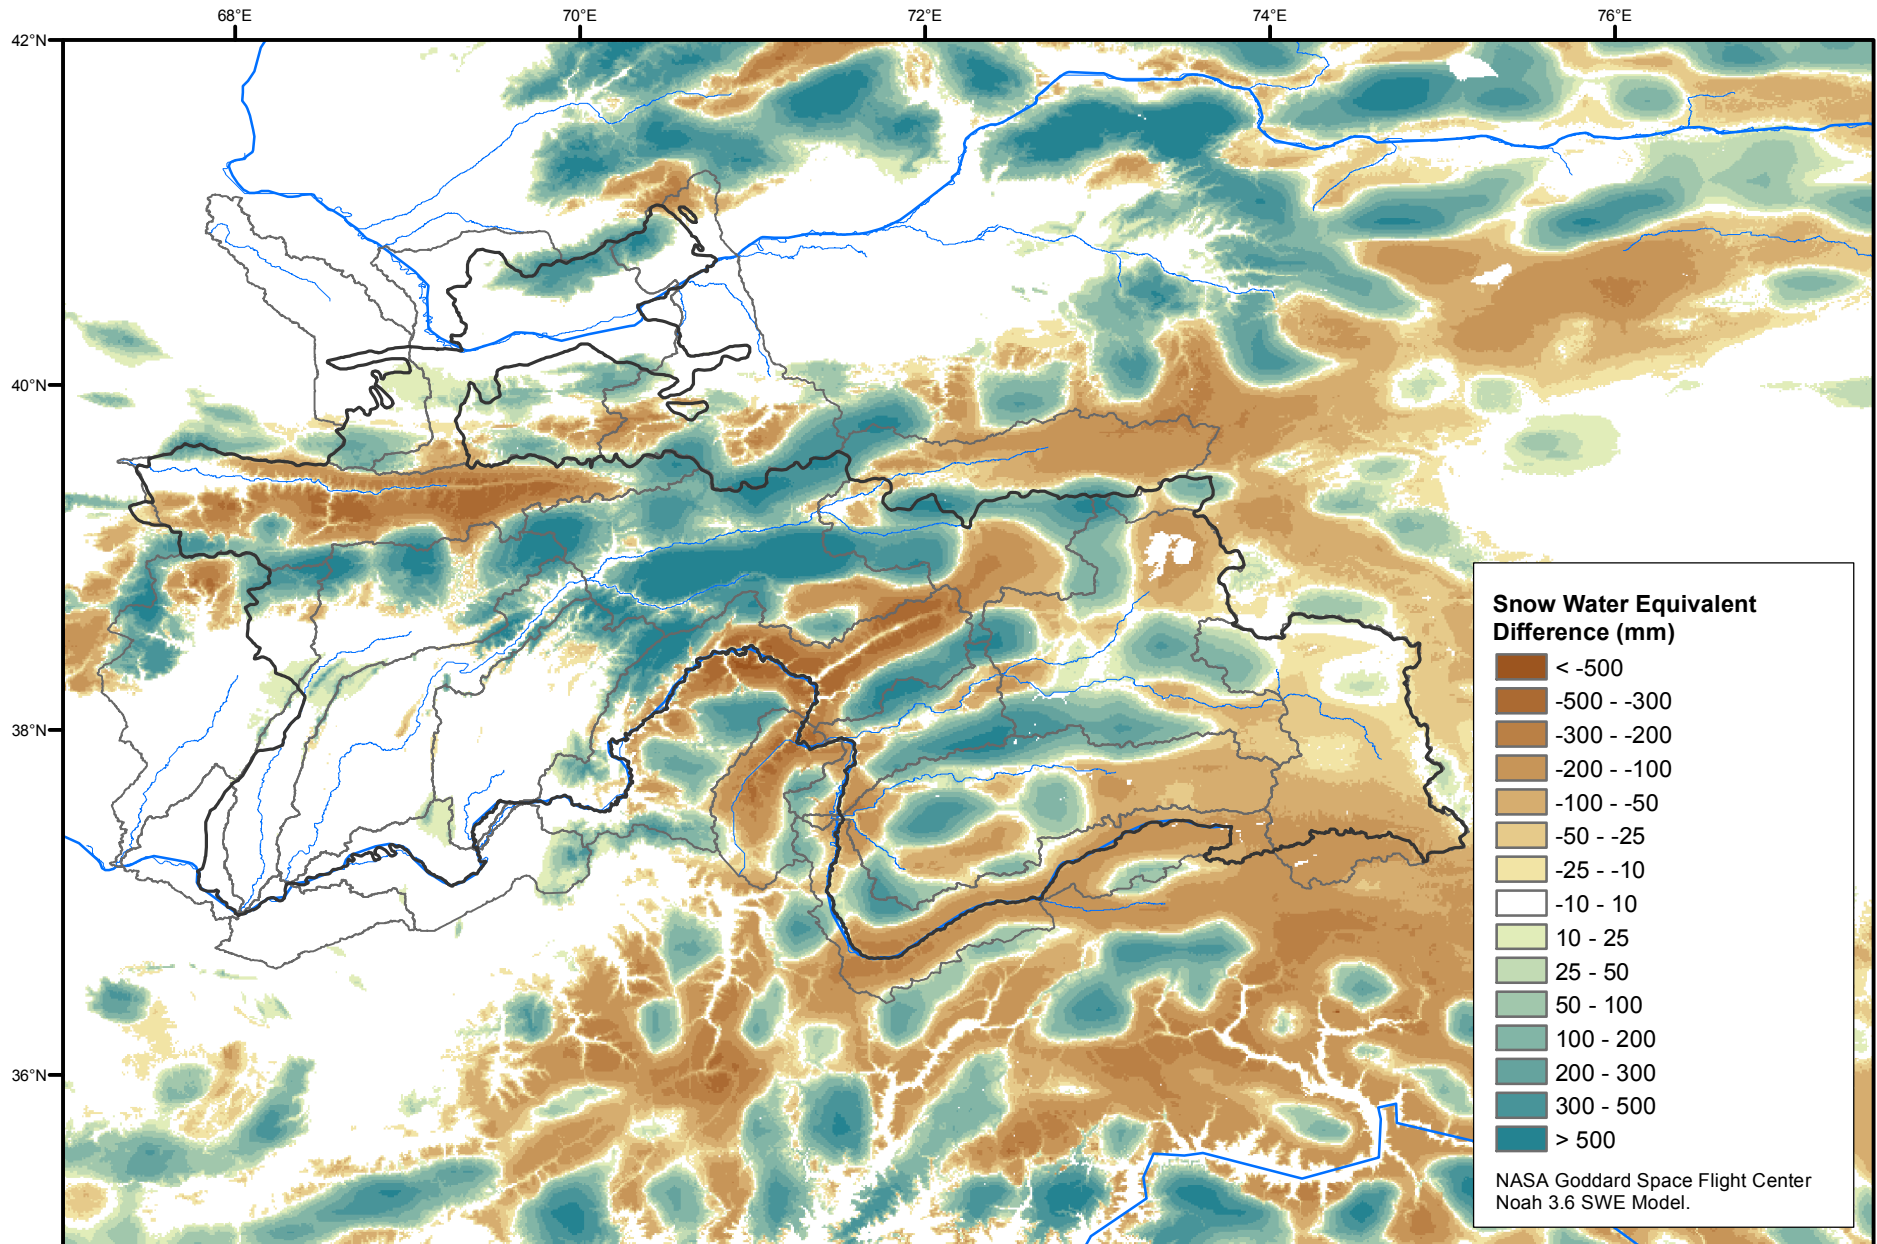 68°E
70°E
72°E
74°E
76°E
42°N
40°N
38°N
36°N
Snow Water Equivalent
Difference (mm)
< -500
-500 - -300
-300 - -200
-200 - -100
-100 - -50
-50 - -25
-25 - -10
-10 - 10
10 - 25
25 - 50
50 - 100
100 - 200
200 - 300
300 - 500
> 500
NASA Goddard Space Flight Center
Noah 3.6 SWE Model.